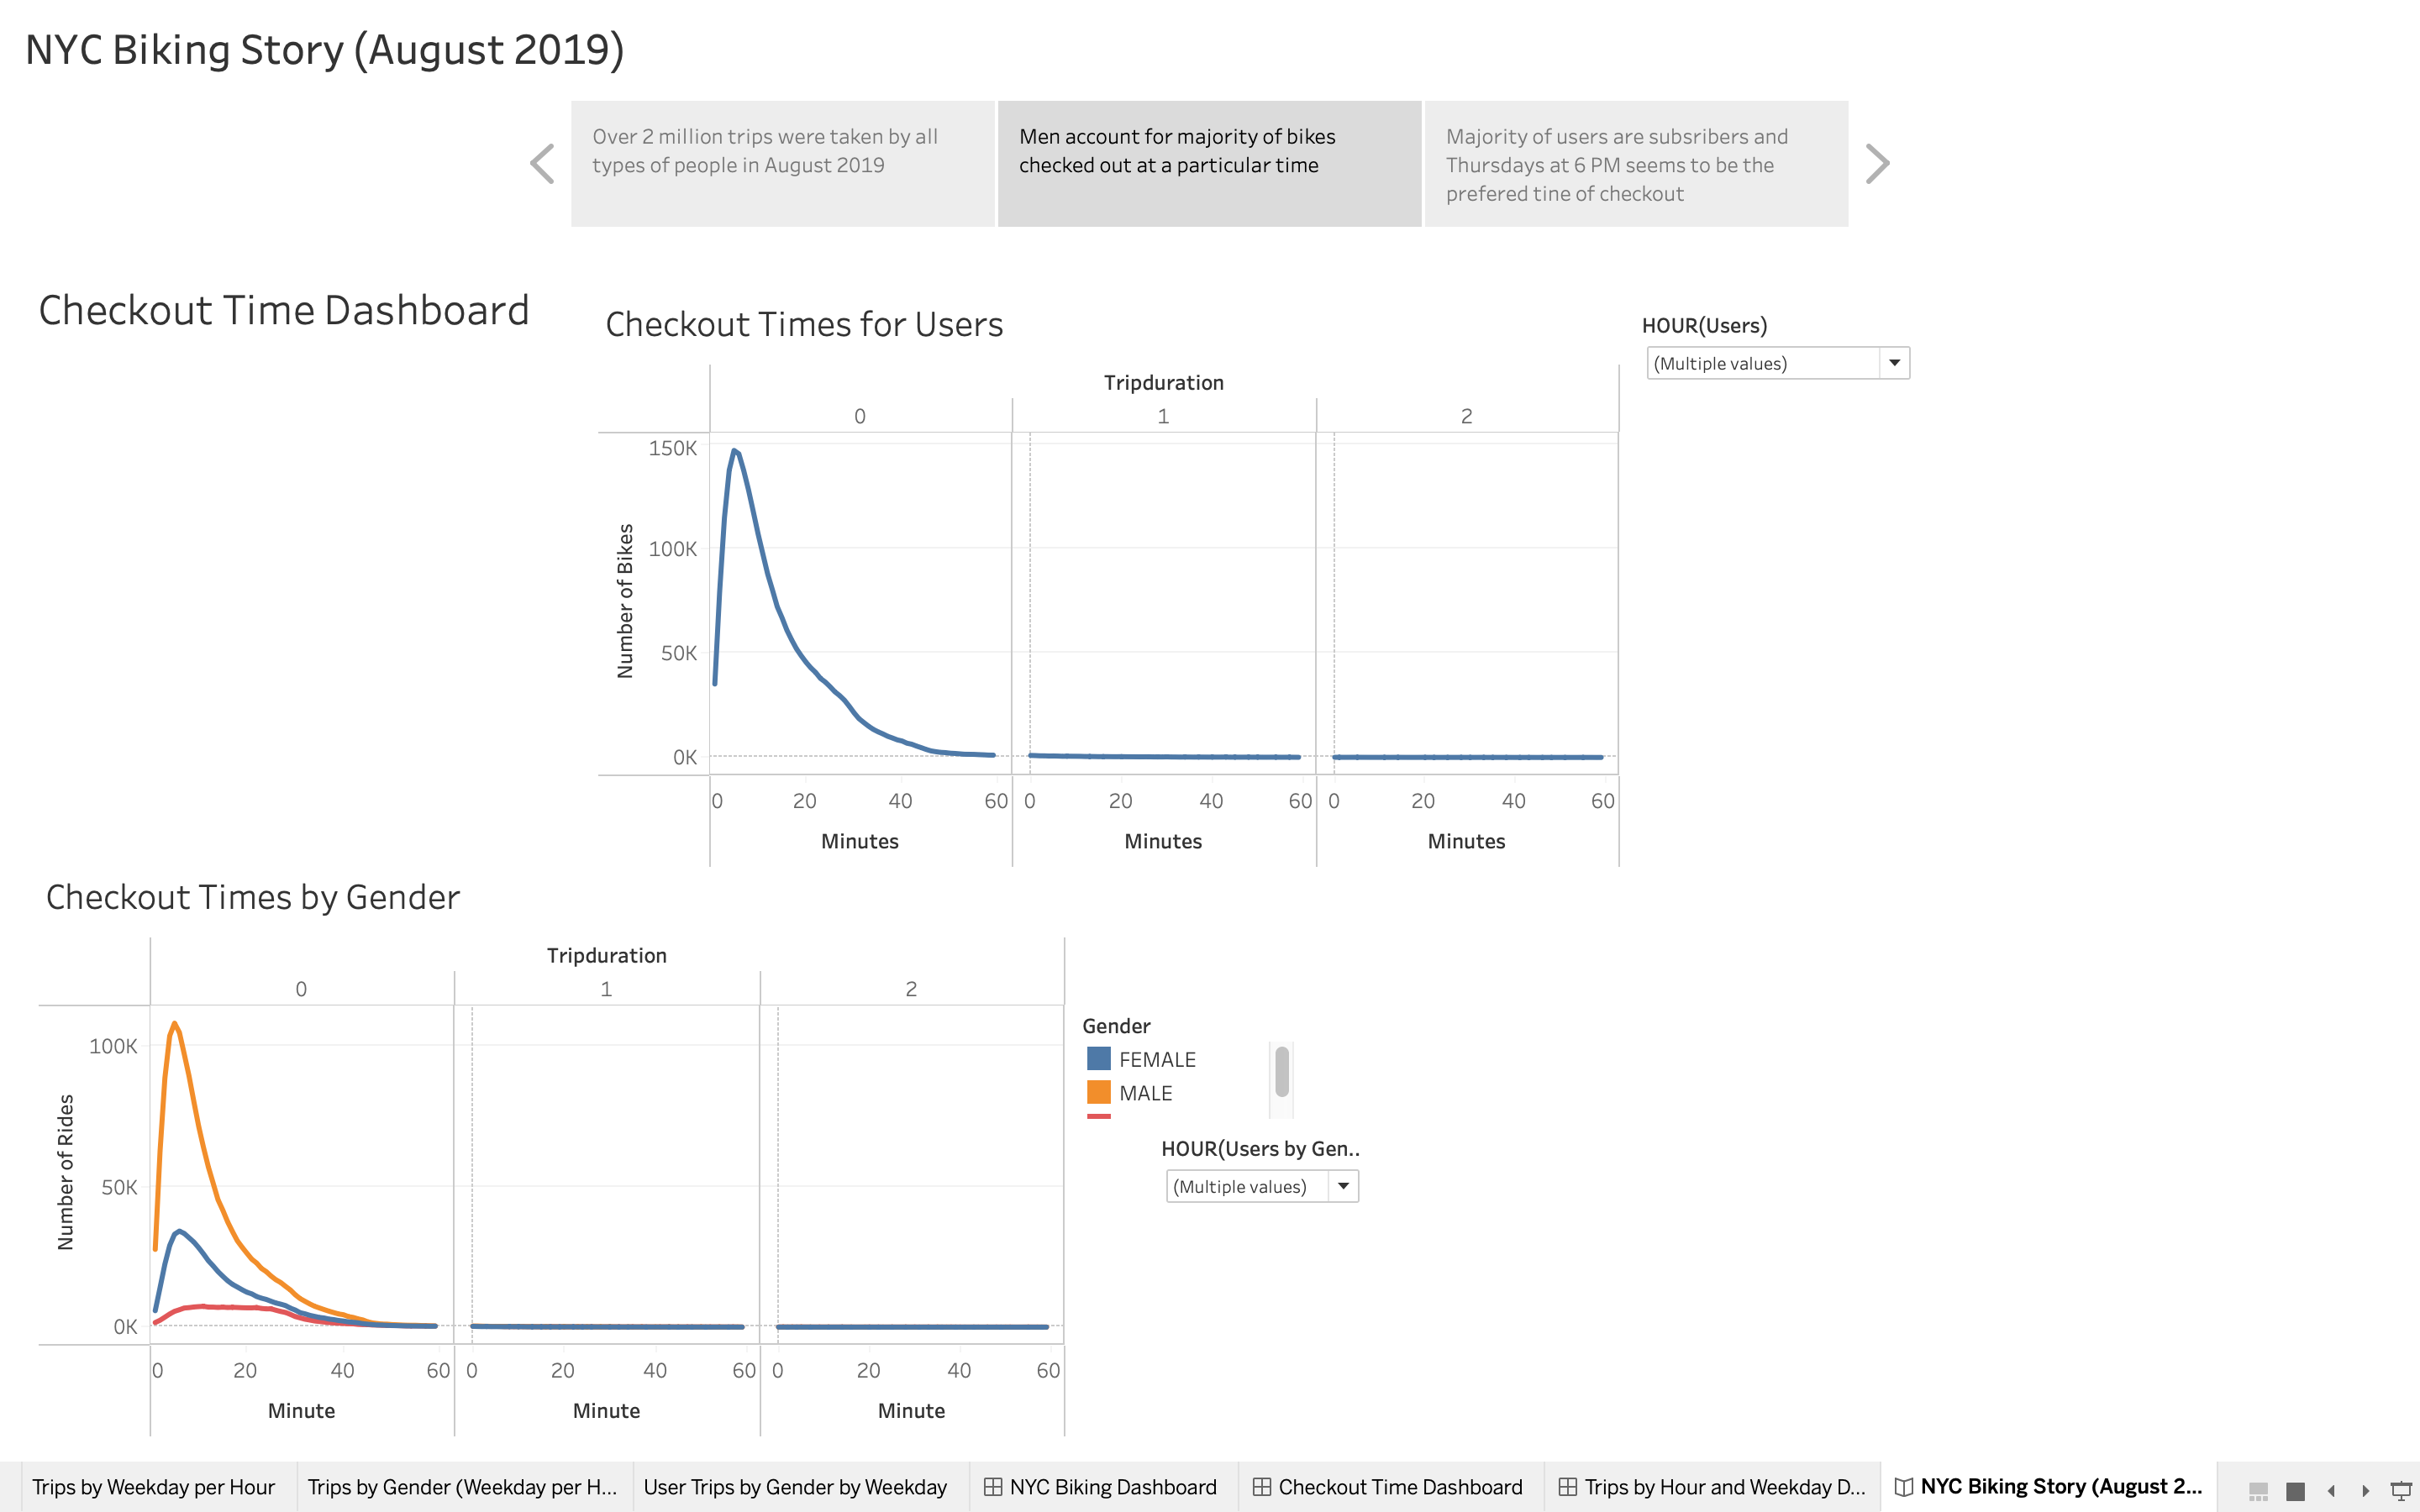 NYC Biking Story (August 2019)
Over 2 million trips were taken by all
types of people in August 2019
Men account for majority of bikes
checked out at a particular time
Majority of users are subsribers and
Thursdays at 6 PM seems to be the
prefered tine of checkout
Checkout Time Dashboard
Checkout Times for Users
HOUR(Users)
(Multiple values)
Tripduration
0 1 2
150K
100K
50K
0K
Number of Bikes
0 20 40 60 0 20 40 60 0 20 40 60
Minutes Minutes Minutes
Checkout Times by Gender
Tripduration
0 1 2
100K
50K
0K
Number of Rides
0 20 40 60 0 20 40 60 0 20 40 60
Minute Minute Minute
Gender
FEMALE
MALE
HOUR(Users by Gen..
(Multiple values)
Trips by Weekday per Hour
Trips by Gender (Weekday per H...
User Trips by Gender by Weekday
NYC Biking Dashboard
Checkout Time Dashboard
Trips by Hour and Weekday D...
NYC Biking Story (August 2...